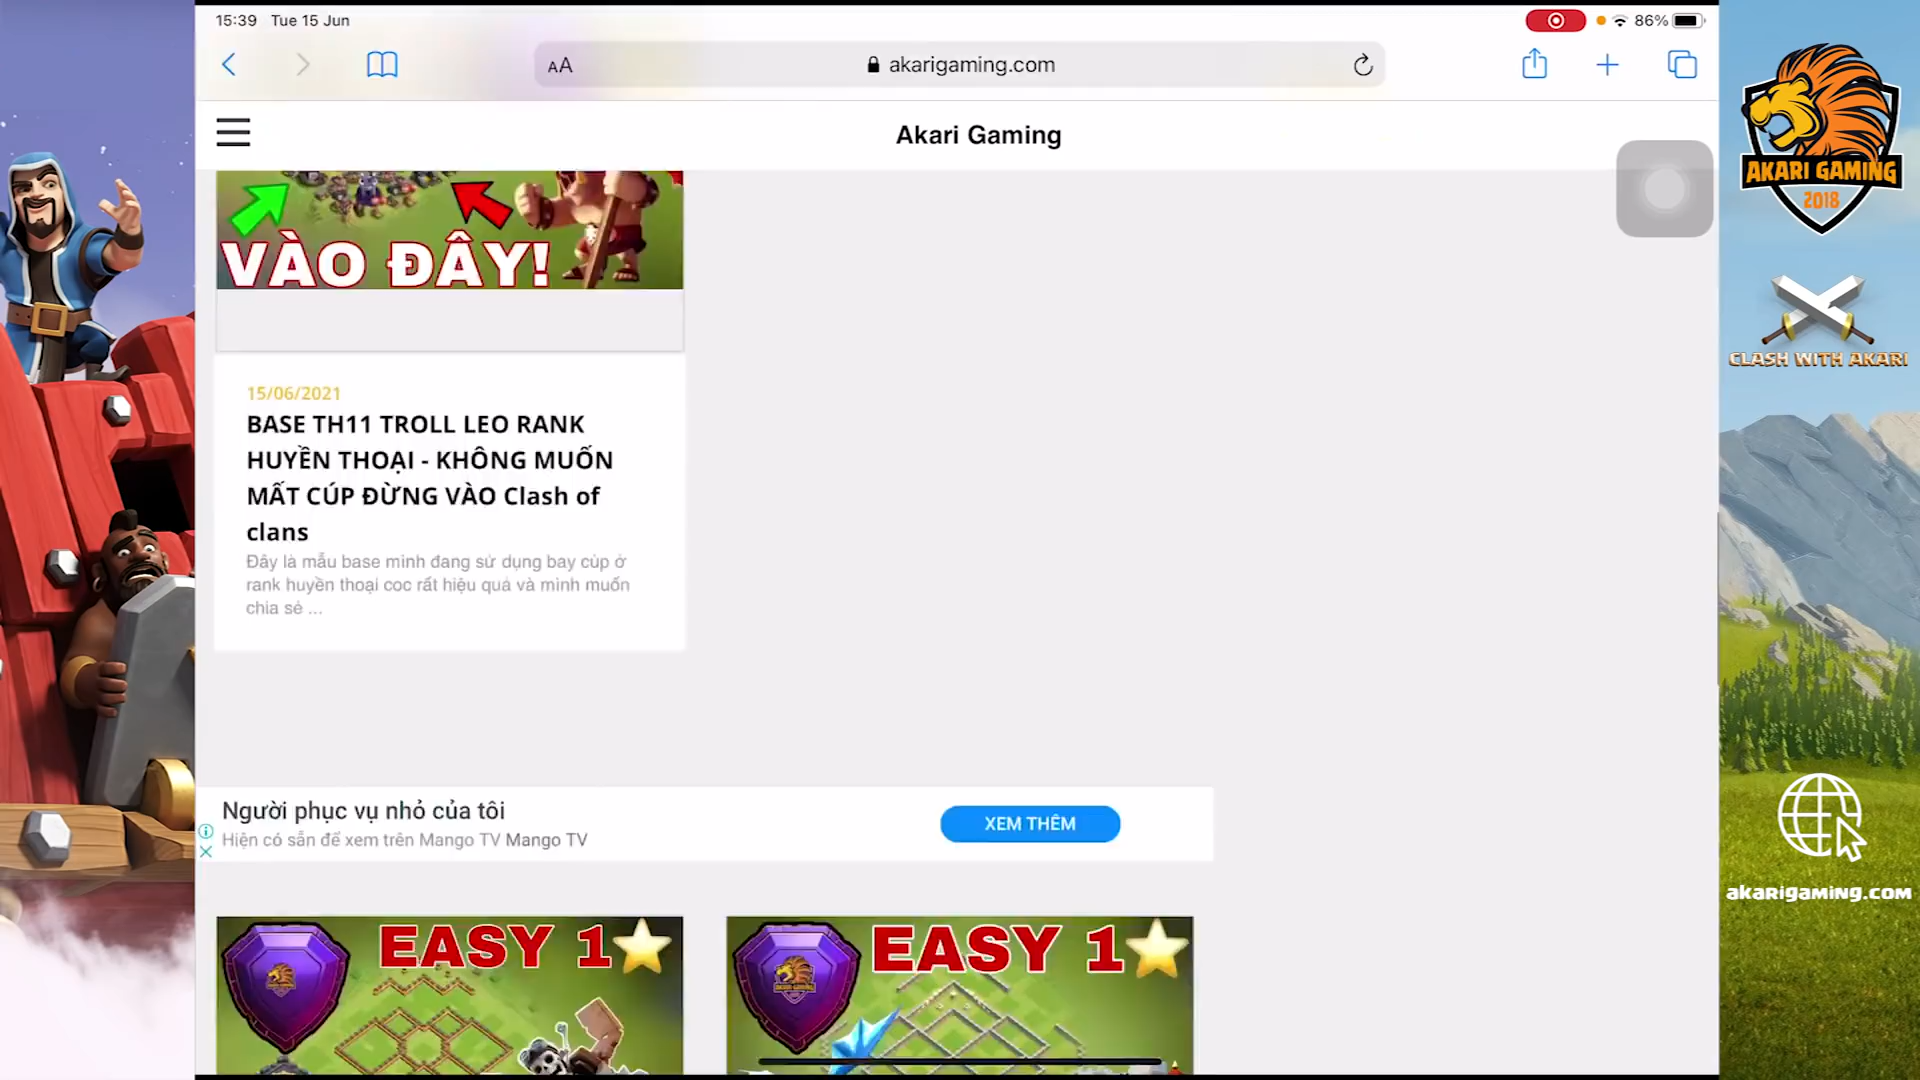 15:39 Tue 15 Jun
86%
AA
akarigaming.com
Akari Gaming
AKARI GAMING
2018
VÀO ĐÂY!
CLASH WITH AKARI
15/06/2021
BASE TH11 TROLL LEO RANK
HUYỀN THOẠI - KHÔNG MUỐN
MẤT CÚP ĐỪNG VÀO Clash of
clans
Đây là mẫu base mình đang sử dụng bay cúp ở
rank huyền thoại coc rất hiệu quả và mình muốn
chia sẻ ...
Người phục vụ nhỏ của tôi
Hiện có sẵn để xem trên Mango TV Mango TV
XEM THÊM
akarigaming.com
EASY 1
EASY 1